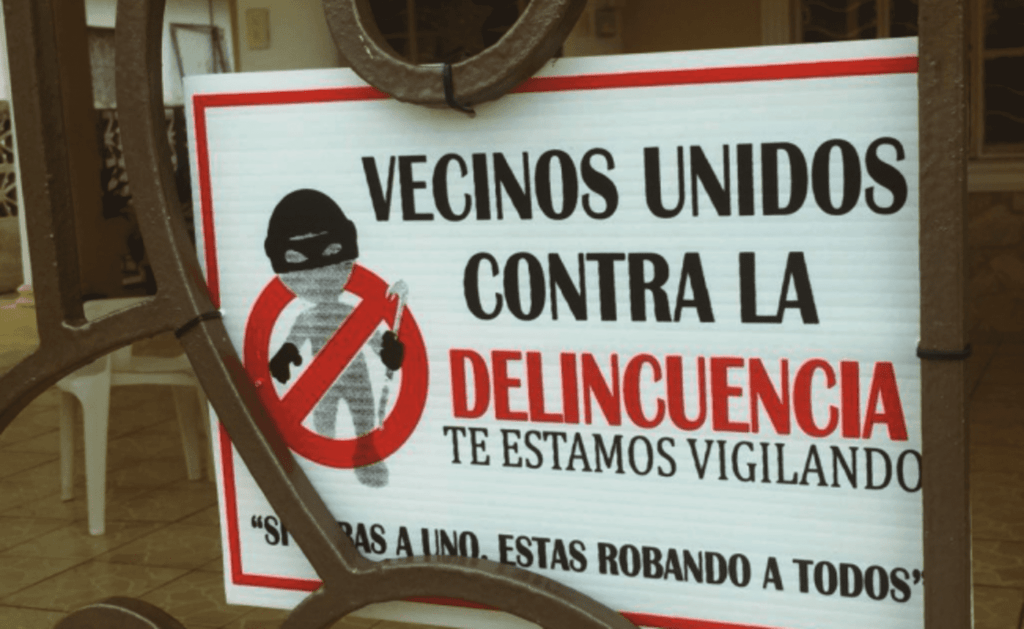 VECINOS UNIDOS
CONTRA LA
DELINCUENCIA
TE ESTAMOS VIGILANDO
“SI A UNO, ESTAS ROBANDO A TODOS”